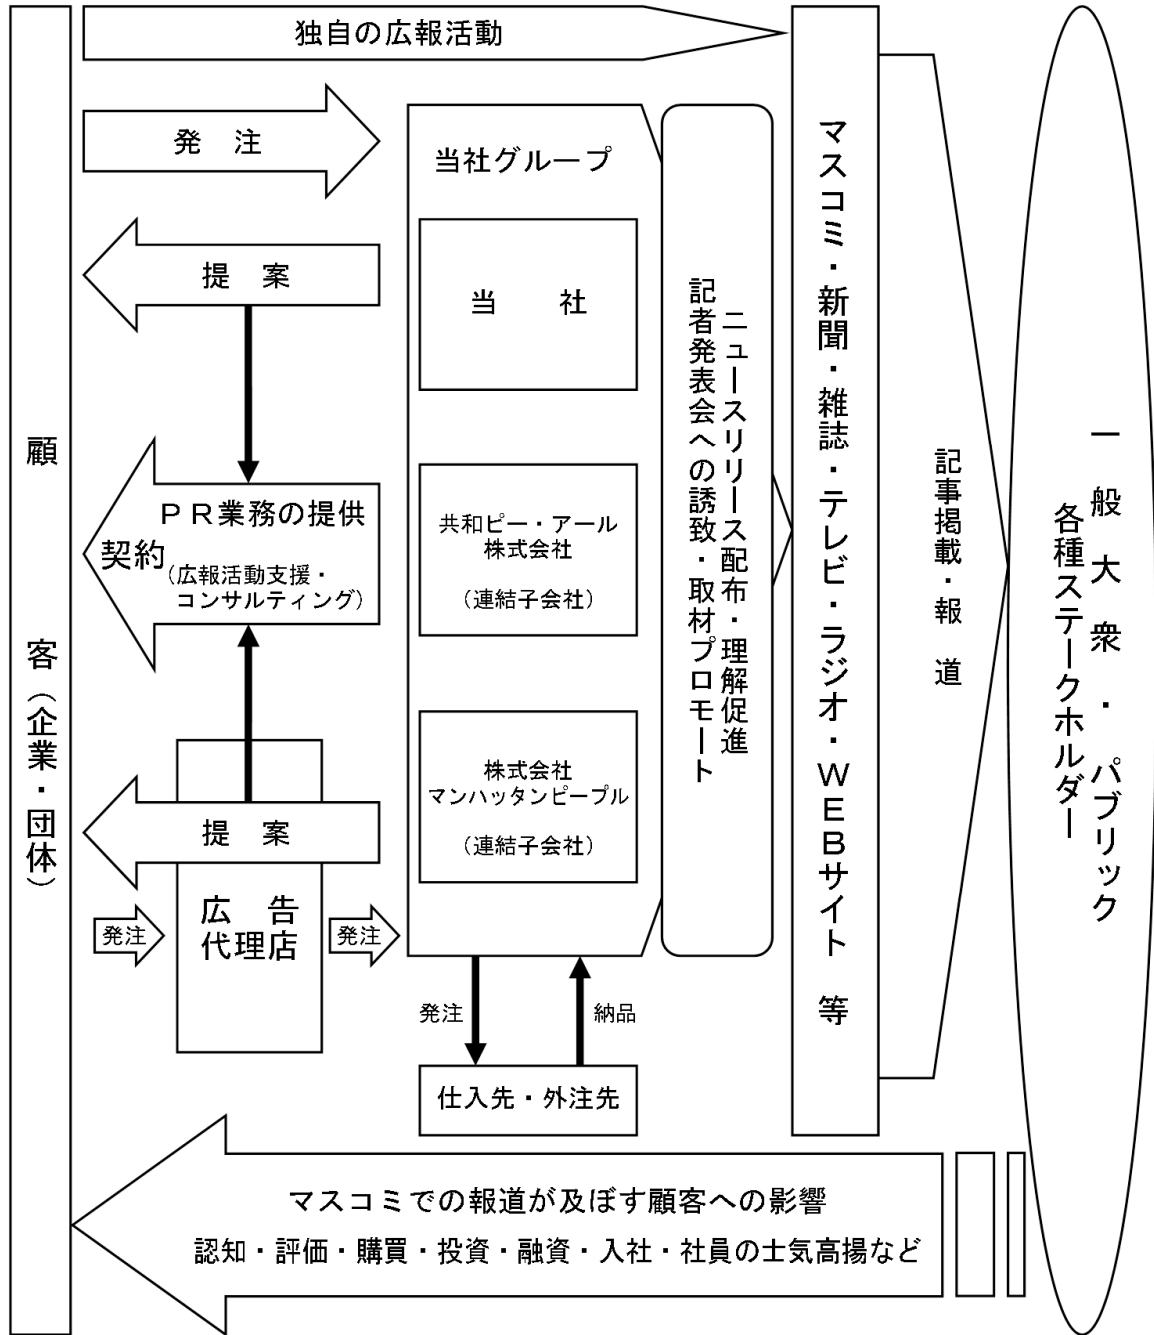 独自の広報活動
発　注
提　案
ＰＲ業務の提供
契約
（広報活動支援・
コンサルティング）
提　案
広　告
代理店
発注
発注
顧　客（企業・団体）
当社グループ
当　社
共和ピー・アール
株式会社
（連結子会社）
株式会社
マンハッタンピープル
（連結子会社）
発注
納品
仕入先・外注先
ニュースリリース配布・理解促進
記者発表会への誘致・取材プロモート
マスコミ・新聞・雑誌・テレビ・ラジオ・ＷＥＢサイト　等
記事掲載・報　道
一　般　大　衆　・　パブリック
各種ステークホルダー
マスコミでの報道が及ぼす顧客への影響
認知・評価・購買・投資・融資・入社・社員の士気高揚など